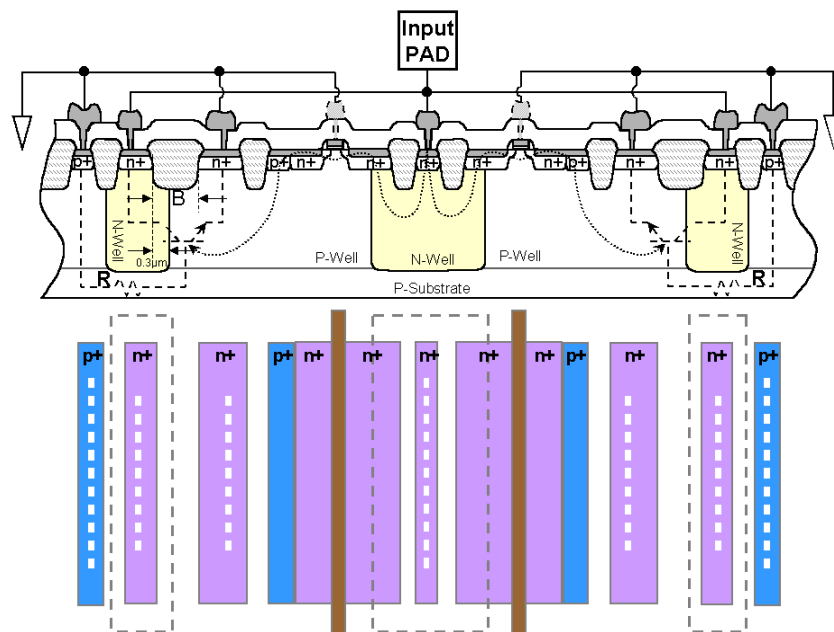 Input
PAD
p+ n+ n+ p+ n+ n+ n+ n+ n+ p+ n+ n+ p+
B
N-Well
N-Well
0.3μm
P-Well
N-Well
P-Well
R
R
P-Substrate
p+ n+ n+ p+ n+ n+ n+ n+ n+ p+ n+ n+ p+